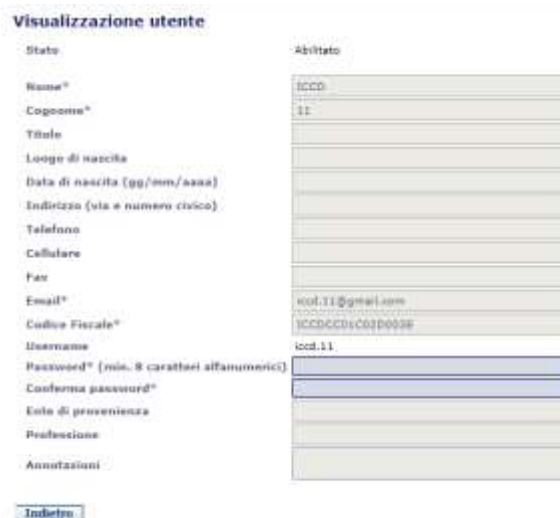 Visualizzazione utente
Stato Abilitato
Nome* ICCD
Cognome* 11
Titolo
Luogo di nascita
Data di nascita (gg/mm/aaaa)
Indirizzo (via e numero civico)
Telefono
Cellulare
Fax
Email* iccd.11@gmail.com
Codice Fiscale*
Username iccd.11
Password* (min. 8 caratteri alfanumerici)
Conferma password*
Ente di provenienza
Professione
Annotazioni
Indietro